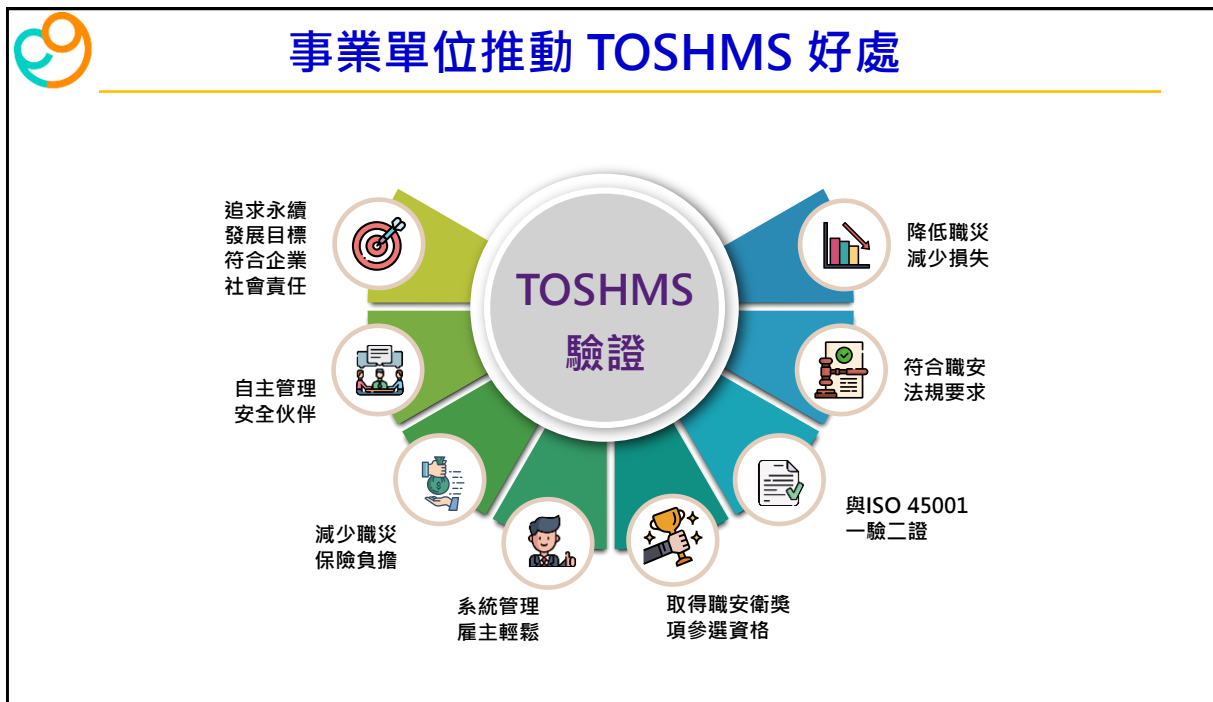 事業單位推動 TOSHMS 好處
TOSHMS
驗證
追求永續
發展目標
符合企業
社會責任
自主管理
安全伙伴
減少職災
保險負擔
系統管理
雇主輕鬆
取得職安衛獎
項參選資格
與ISO 45001
一驗二證
符合職安
法規要求
降低職災
減少損失